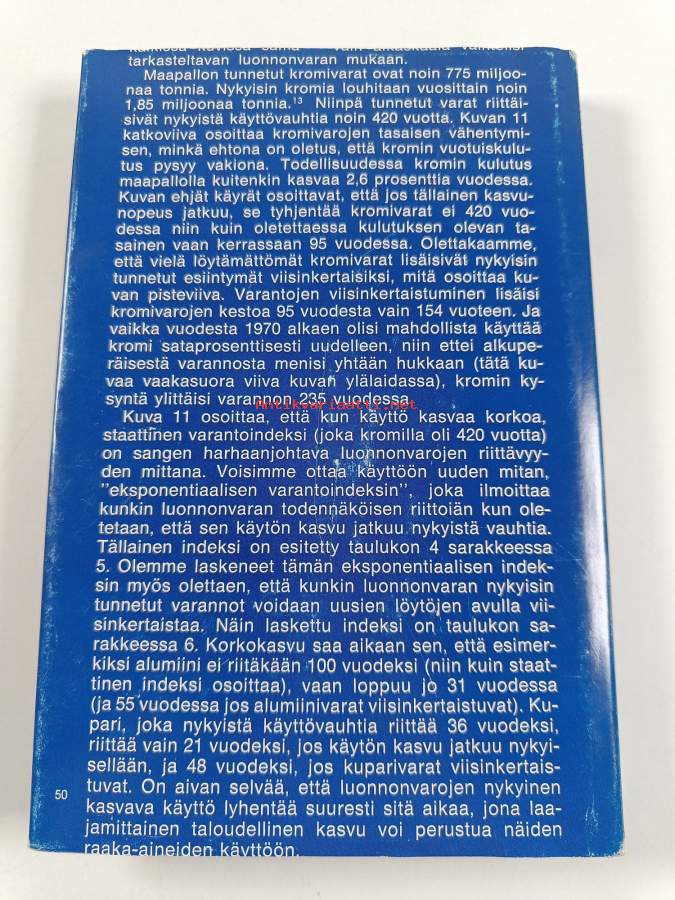 tarkasteltavan luonnonvaran mukaan.
Maapallon tunnetut kromivarat ovat noin 775 miljoo-
naa tonnia. Nykyisin kromia louhitaan vuosittain noin
1,85 miljoonaa tonnia.¹³ Niinpä tunnetut varat riittäi-
sivät nykyistä käyttövauhtia noin 420 vuotta. Kuvan 11
katkoviiva osoittaa kromivarojen tasaisen vähentymi-
sen, minkä ehtona on oletus, että kromin vuotuiskulu-
tus pysyy vakiona. Todellisuudessa kromin kulutus
maapallolla kuitenkin kasvaa 2,6 prosenttia vuodessa.
Kuvan ehjät käyrät osoittavat, että jos tällainen kasvu-
nopeus jatkuu, se tyhjentää kromivarat ei 420 vuo-
dessa niin kuin oletettaessa kulutuksen olevan ta-
sainen vaan kerrassaan 95 vuodessa. Olettakaamme,
että vielä löytämättömät kromivarat lisäisivät nykyisin
tunnetut esiintymät viisinkertaisiksi, mitä osoittaa ku-
van pisteviiva. Varantojen viisinkertaistuminen lisäisi
kromivarojen kestoa 95 vuodesta vain 154 vuoteen. Ja
vaikka vuodesta 1970 alkaen olisi mahdollista käyttää
kromi sataprosenttisesti uudelleen, niin ettei alkupe-
räisestä varannosta menisi yhtään hukkaan (tätä ku-
vaa vaakasuora viiva kuvan ylälaidassa), kromin ky-
syntä ylittäisi varannon 235 vuodessa.
Antikvariaatti.net
Kuva 11 osoittaa, että kun käyttö kasvaa korkoa,
staattinen varantoindeksi (joka kromilla oli 420 vuotta)
on sangen harhaanjohtava luonnonvarojen riittävyy-
den mittana. Voisimme ottaa käyttöön uuden mitan,
"eksponentiaalisen varantoindeksin", joka ilmoittaa
kunkin luonnonvaran todennäköisen riittoiän kun ole-
tetaan, että sen käytön kasvu jatkuu nykyistä vauhtia.
Tällainen indeksi on esitetty taulukon 4 sarakkeessa
5. Olemme laskeneet tämän eksponentiaalisen indek-
sin myös olettaen, että kunkin luonnonvaran nykyisin
tunnetut varannot voidaan uusien löytöjen avulla vii-
sinkertaistaa. Näin laskettu indeksi on taulukon sa-
rakkeessa 6. Korkokasvu saa aikaan sen, että esimer-
kiksi alumiini ei riitäkään 100 vuodeksi (niin kuin staat-
tinen indeksi osoittaa), vaan loppuu jo 31 vuodessa
(ja 55 vuodessa jos alumiinivarat viisinkertaistuvat). Ku-
pari, joka nykyistä käyttövauhtia riittää 36 vuodeksi,
riittää vain 21 vuodeksi, jos käytön kasvu jatkuu nykyi-
sellään, ja 48 vuodeksi, jos kuparivarat viisinkertais-
tuvat. On aivan selvää, että luonnonvarojen nykyinen
50
kasvava käyttö lyhentää suuresti sitä aikaa, jona laa-
jamittainen taloudellinen kasvu voi perustua näiden
raaka-aineiden käyttöön.